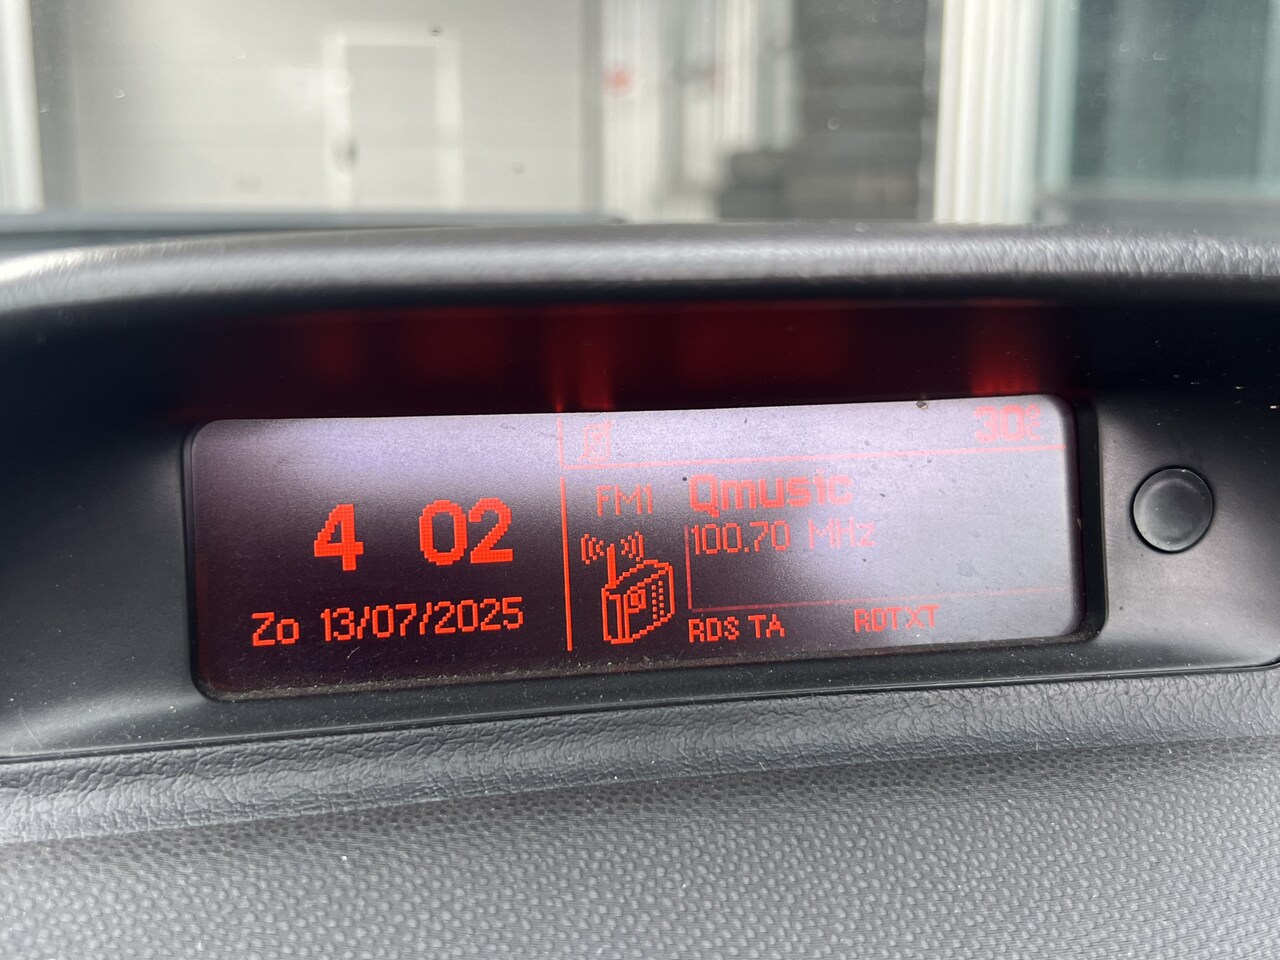 30°C
4 02
Zo 13/07/2025
FM1 Qmusic
100.70 MHz
RDS TA RDTXT